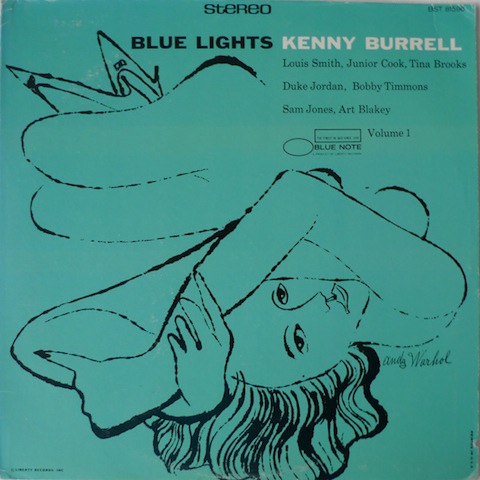 stereo
BST 81596
BLUE LIGHTS KENNY BURRELL
Louis Smith, Junior Cook, Tina Brooks
Duke Jordan, Bobby Timmons
Sam Jones, Art Blakey
BLUE NOTE
Volume 1
andy Warhol